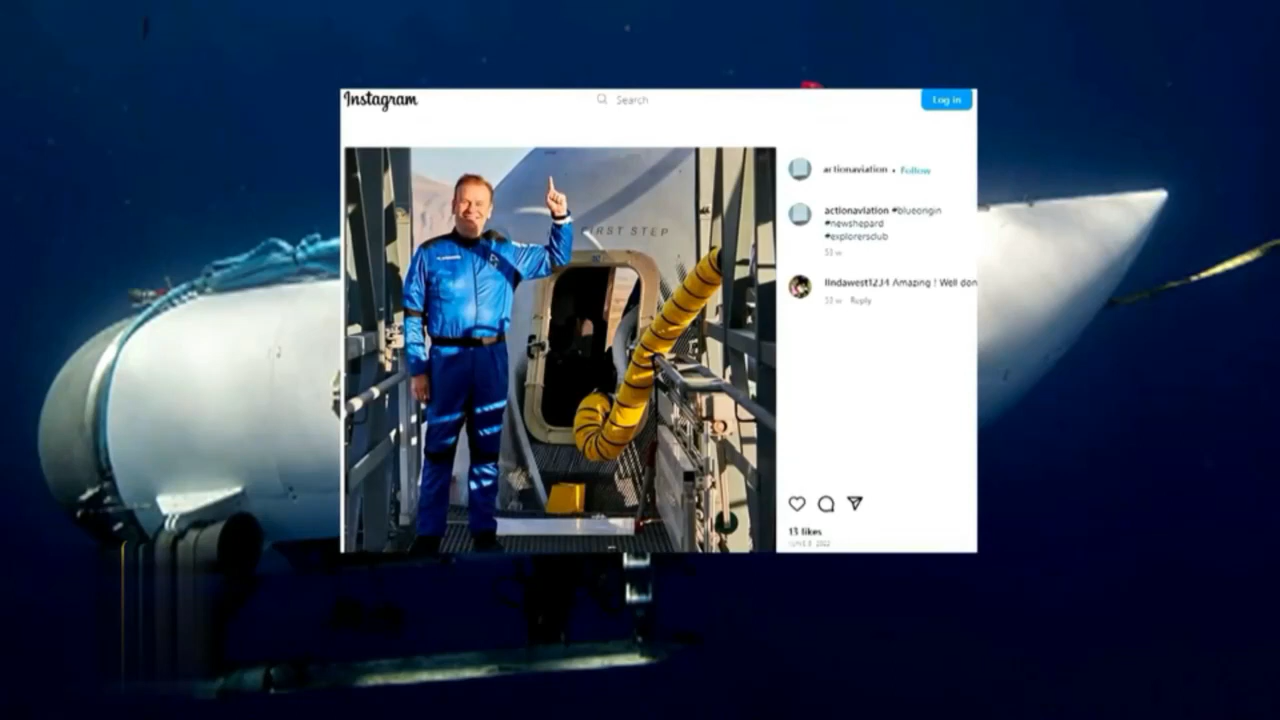 Instagram
Search
Log in
FIRST STEP
actionaviation • Follow
actionaviation #blueorigin
#newshepard
#explorersclub
53 w
lindawest1234 Amazing ! Well don
Reply
13 likes